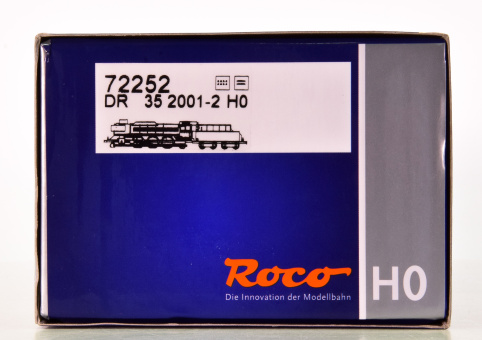 72252
DR 35 2001-2 H0
Roco
Die Innovation der Modellbahn
H0